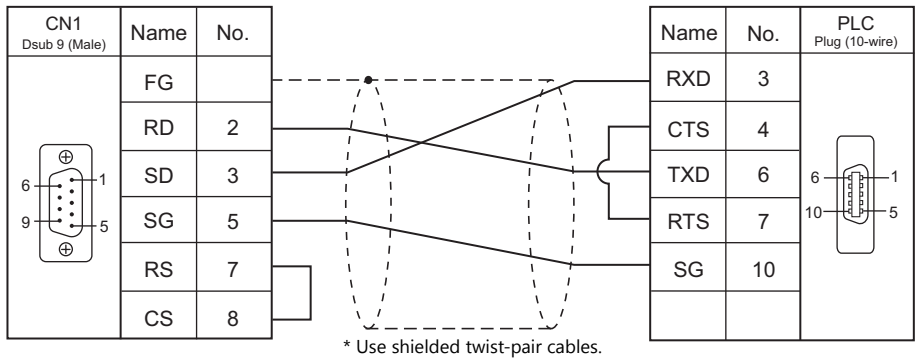 CN1
Dsub 9 (Male)
Name No.
FG
RD 2
SD 3
SG 5
RS 7
CS 8
6 1
9 5
Name No.
PLC
Plug (10-wire)
RXD 3
CTS 4
TXD 6
RTS 7
SG 10
6 1
10 5
* Use shielded twist-pair cables.